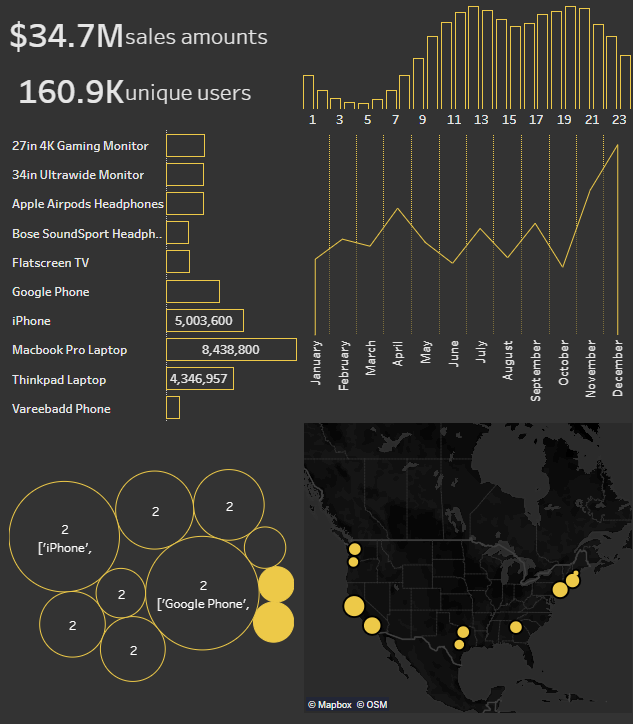 $34.7M sales amounts
160.9K unique users
1 3 5 7 9 11 13 15 17 19 21 23
27in 4K Gaming Monitor
34in Ultrawide Monitor
Apple Airpods Headphones
Bose SoundSport Headph..
Flatscreen TV
Google Phone
iPhone 5,003,600
Macbook Pro Laptop 8,438,800
Thinkpad Laptop 4,346,957
Vareebadd Phone
January
February
March
April
May
June
July
August
September
October
November
December
2
2
2
['iPhone',
2
['Google Phone',
2
2
2
© Mapbox © OSM